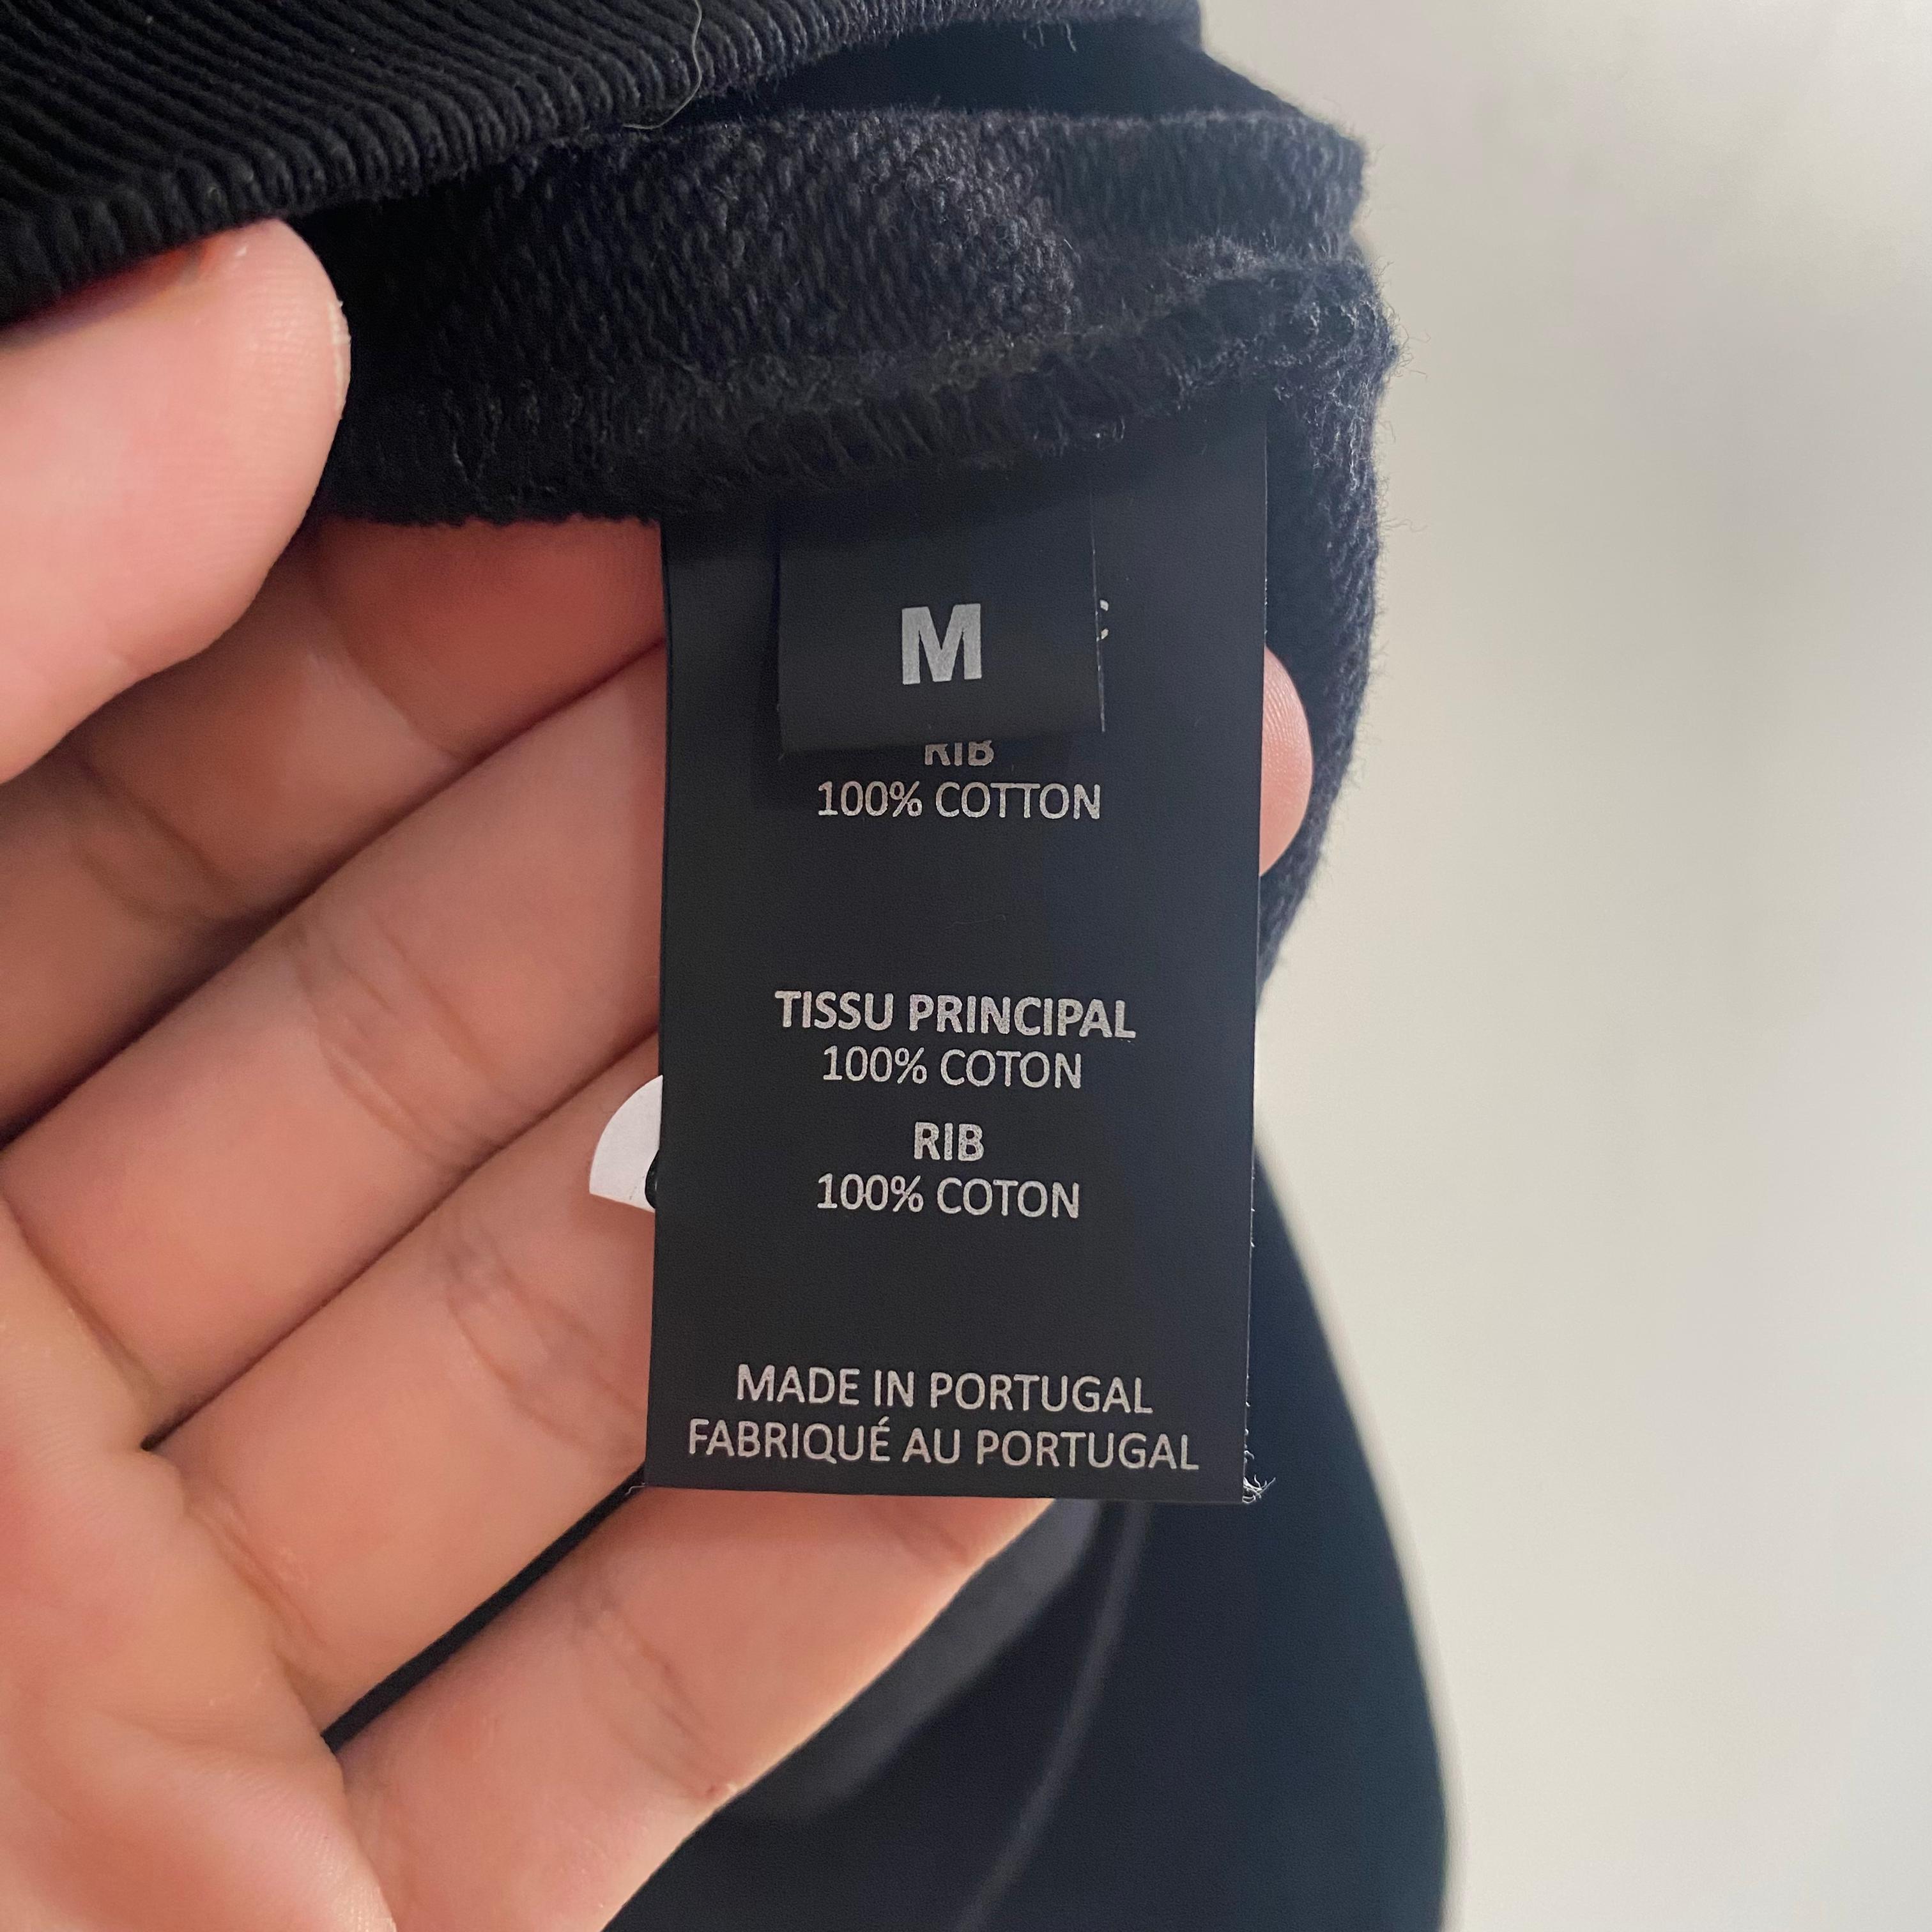 M
RIB
100% COTTON
TISSU PRINCIPAL
100% COTON
RIB
100% COTON
MADE IN PORTUGAL
FABRIQUÉ AU PORTUGAL